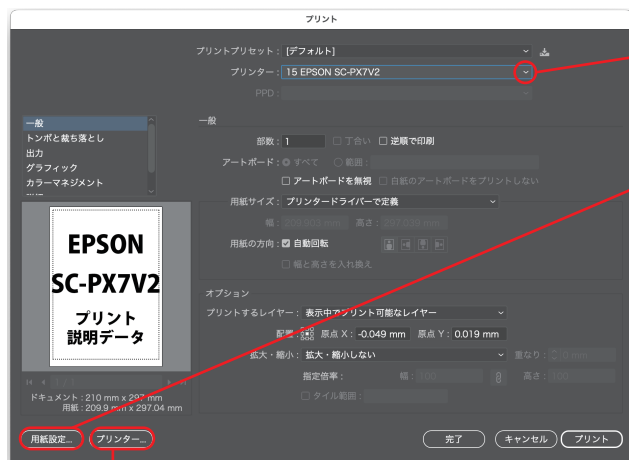 プリント
プリントプリセット : [デフォルト]
プリンター : 15 EPSON SC-PX7V2
PPD :
一般
トンボと裁ち落とし
出力
グラフィック
カラーマネジメント
一般
部数 : 1 丁合い 逆順で印刷
アートボード : すべて 範囲 :
アートボードを無視 白紙のアートボードをプリントしない
用紙サイズ : プリンタードライバーで定義
幅 : 209.903 mm 高さ : 297.039 mm
用紙の方向 : 自動回転
幅と高さを入れ換え
EPSON
SC-PX7V2
プリント
説明データ
オプション
プリントするレイヤー : 表示中でプリント可能なレイヤー
配置 : 原点 X : -0.049 mm 原点 Y : 0.019 mm
拡大・縮小 : 拡大・縮小しない 重なり : 0 mm
指定倍率 : 幅 : 100 高さ : 100
タイル範囲 :
ドキュメント : 210 mm x 297 mm
用紙 : 209.9 mm x 297.04 mm
用紙設定... プリンター... 完了 キャンセル プリント